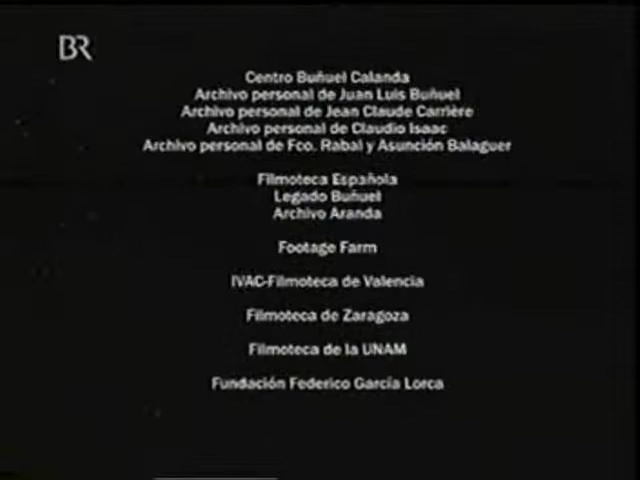 BR
Centro Buñuel Calanda
Archivo personal de Juan Luis Buñuel
Archivo personal de Jean Claude Carrière
Archivo personal de Claudio Isaac
Archivo personal de Fco. Rabal y Asunción Balaguer
Filmoteca Española
Legado Buñuel
Archivo Aranda
Footage Farm
IVAC-Filmoteca de Valencia
Filmoteca de Zaragoza
Filmoteca de la UNAM
Fundación Federico García Lorca